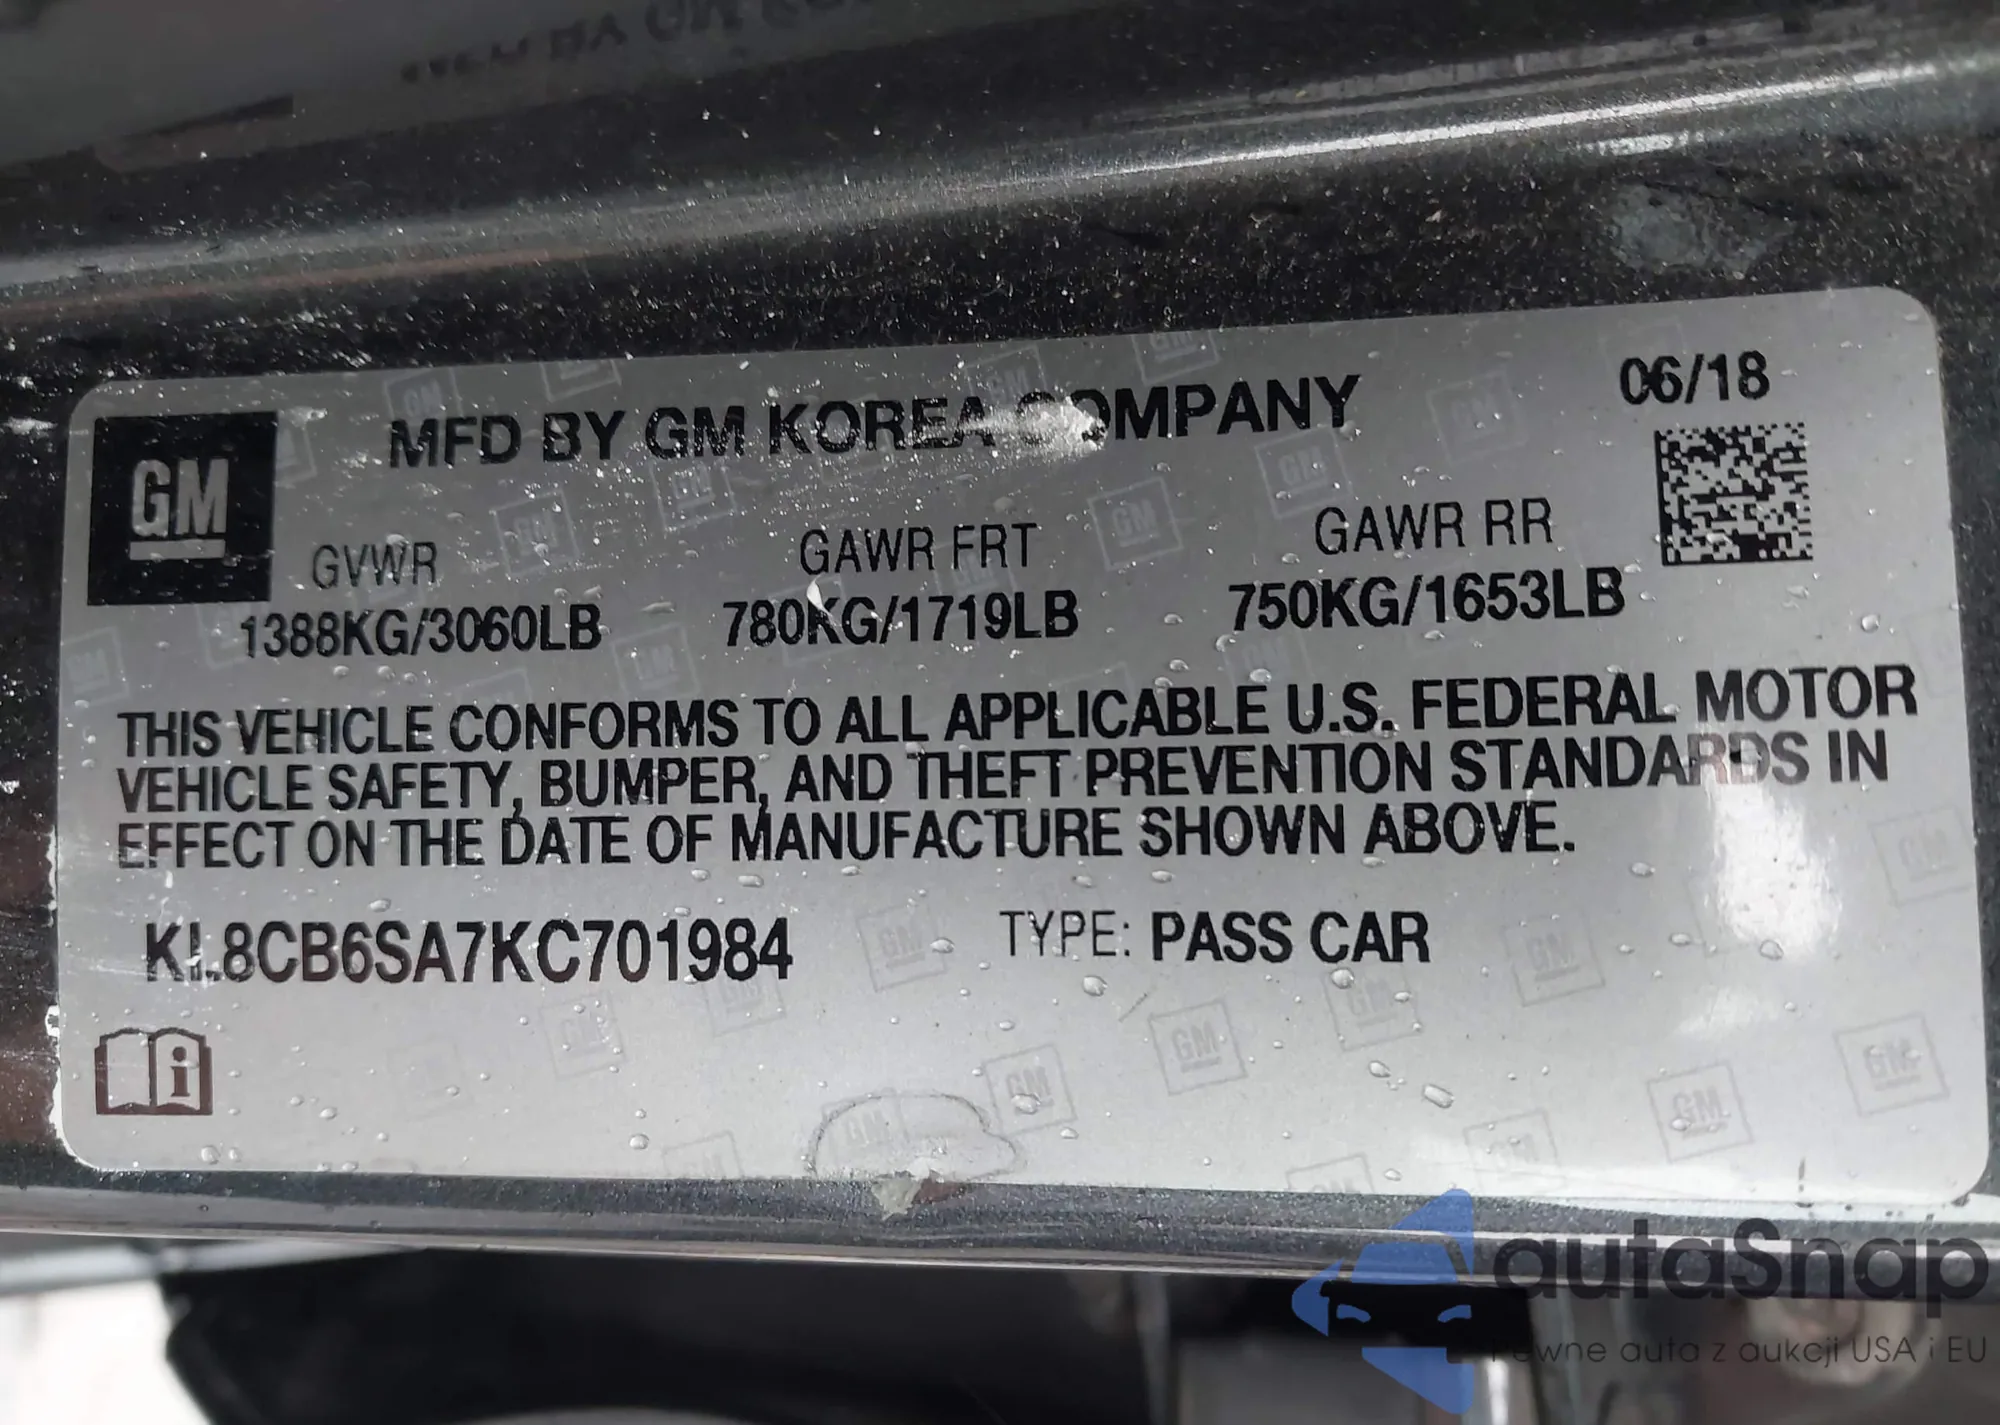 MFD BY GM KOREA COMPANY
06/18
GM
GVWR
GAWR FRT
GAWR RR
1388KG/3060LB
780KG/1719LB
750KG/1653LB
THIS VEHICLE CONFORMS TO ALL APPLICABLE U.S. FEDERAL MOTOR
VEHICLE SAFETY, BUMPER, AND THEFT PREVENTION STANDARDS IN
EFFECT ON THE DATE OF MANUFACTURE SHOWN ABOVE.
KL8CB6SA7KC701984
TYPE: PASS CAR
autaSnap
Pewne auta z aukcji USA i EU